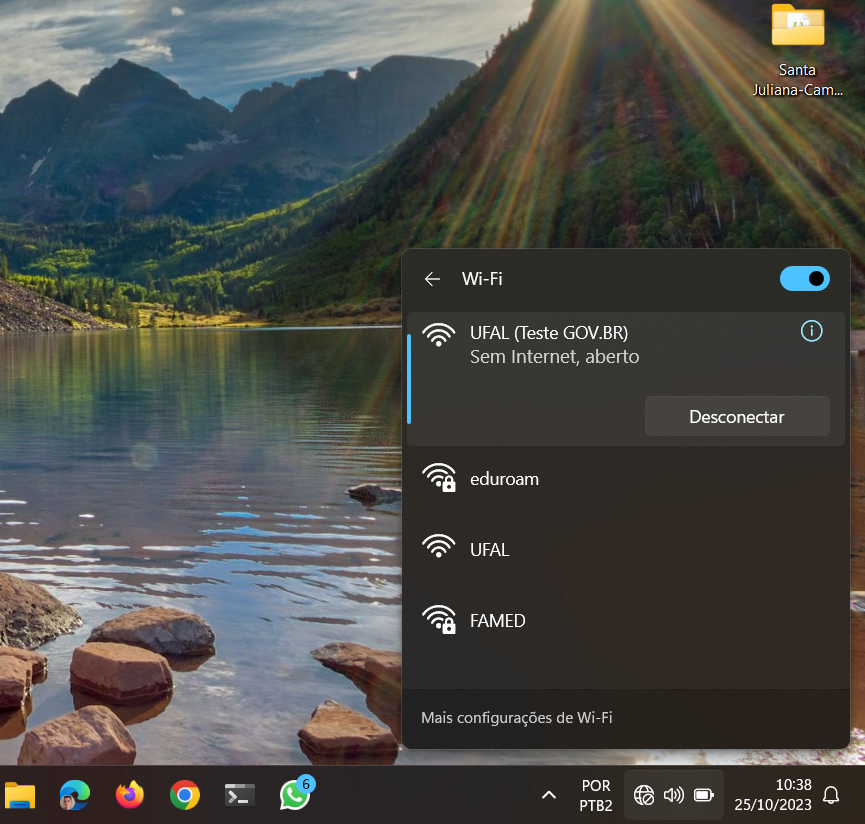 Santa
Juliana-Cam...
Wi-Fi
UFAL (Teste GOV.BR)
Sem Internet, aberto
Desconectar
eduroam
UFAL
FAMED
Mais configurações de Wi-Fi
6
POR
PTB2
10:38
25/10/2023